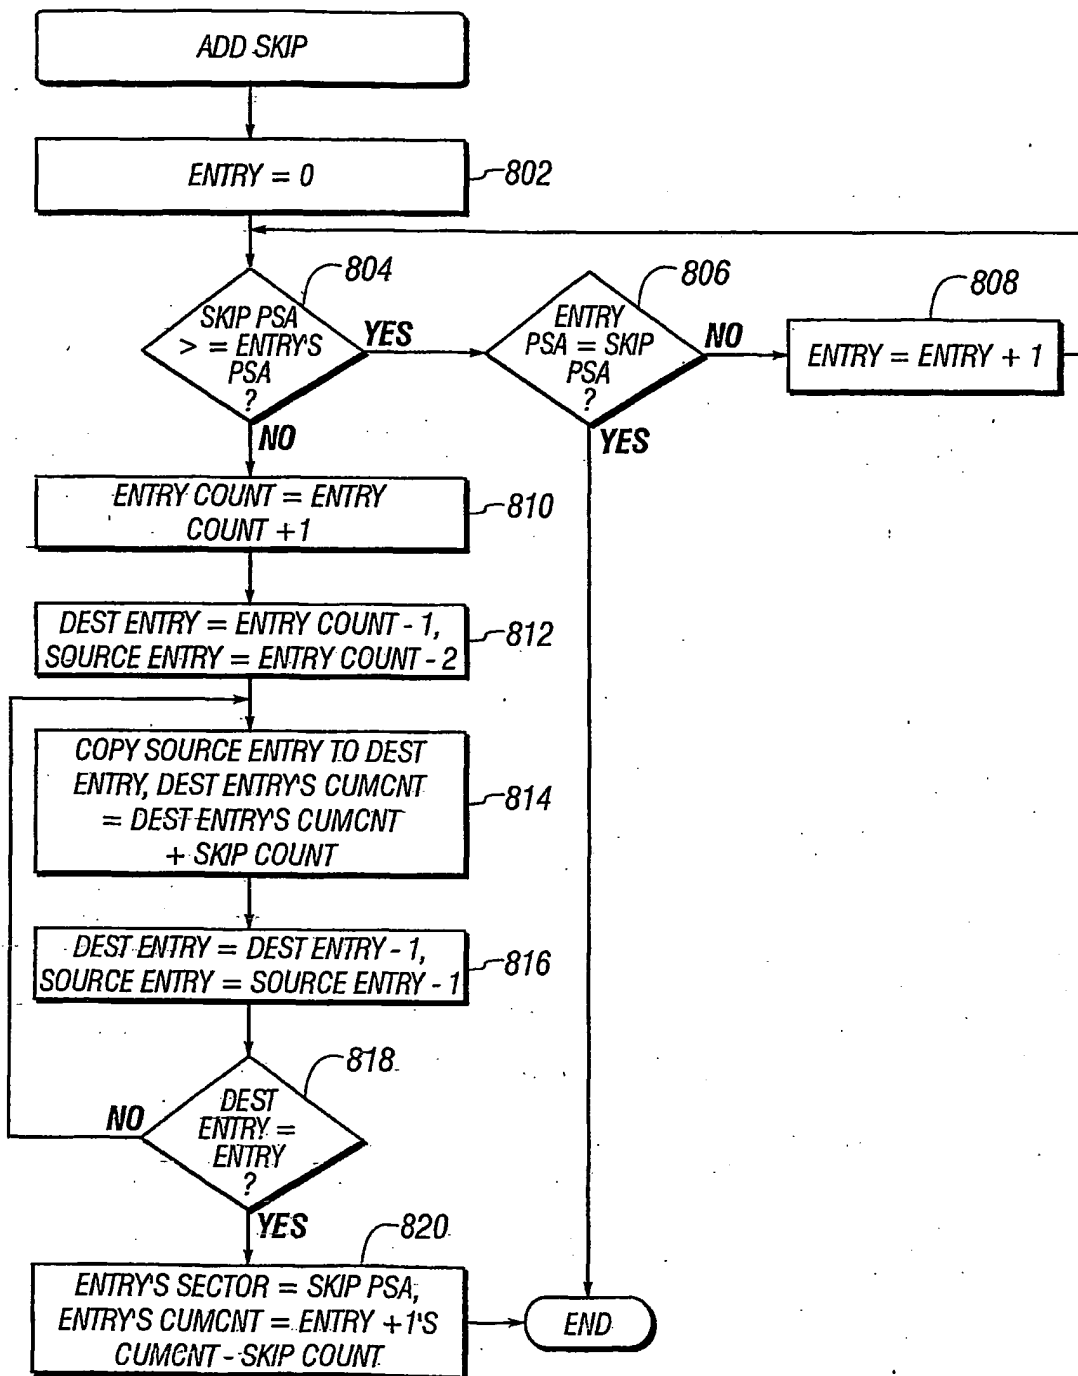 ADD SKIP
ENTRY = 0
802
804
SKIP PSA
> = ENTRY'S
PSA
?
YES
NO
806
ENTRY
PSA = SKIP
PSA
?
NO
YES
808
ENTRY = ENTRY + 1
ENTRY COUNT = ENTRY
COUNT +1
810
DEST ENTRY = ENTRY COUNT - 1,
SOURCE ENTRY = ENTRY COUNT - 2
812
COPY SOURCE ENTRY TO DEST
ENTRY, DEST ENTRY'S CUMCNT
= DEST ENTRY'S CUMCNT
+ SKIP COUNT
814
DEST ENTRY = DEST ENTRY - 1,
SOURCE ENTRY = SOURCE ENTRY - 1
816
818
DEST
ENTRY =
ENTRY
?
NO
YES
820
ENTRY'S SECTOR = SKIP PSA,
ENTRY'S CUMCNT = ENTRY +1'S
CUMCNT - SKIP COUNT
END